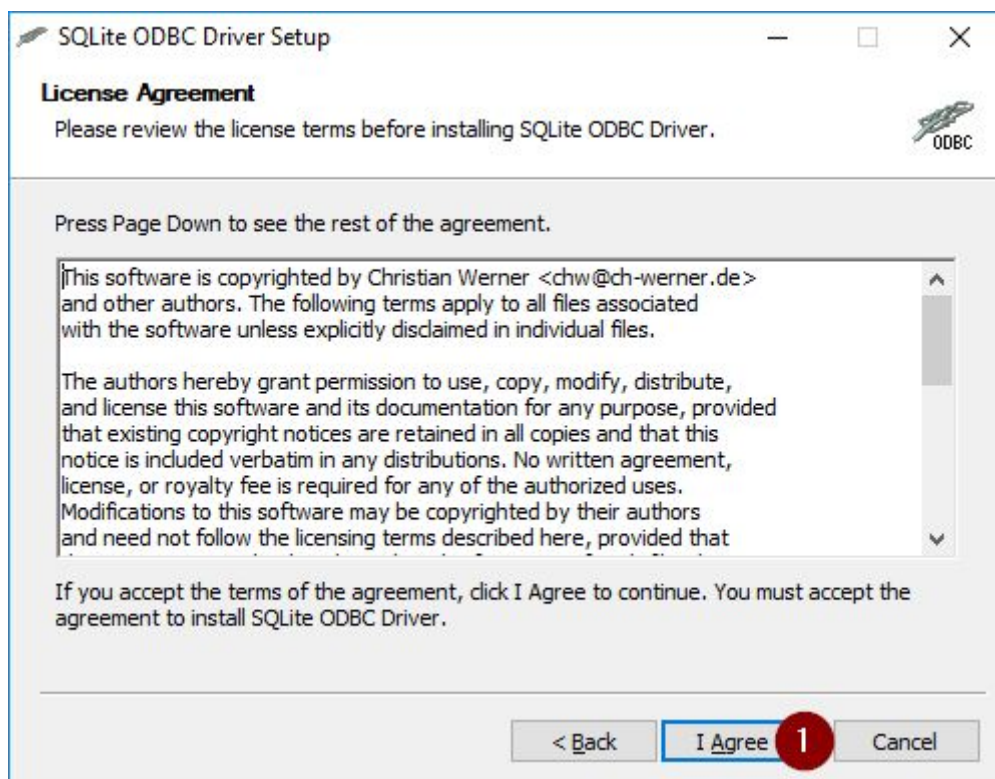 SQLite ODBC Driver Setup
License Agreement
Please review the license terms before installing SQLite ODBC Driver.
ODBC
Press Page Down to see the rest of the agreement.
This software is copyrighted by Christian Werner <chw@ch-werner.de>
and other authors. The following terms apply to all files associated
with the software unless explicitly disclaimed in individual files.
The authors hereby grant permission to use, copy, modify, distribute,
and license this software and its documentation for any purpose, provided
that existing copyright notices are retained in all copies and that this
notice is included verbatim in any distributions. No written agreement,
license, or royalty fee is required for any of the authorized uses.
Modifications to this software may be copyrighted by their authors
and need not follow the licensing terms described here, provided that
If you accept the terms of the agreement, click I Agree to continue. You must accept the
agreement to install SQLite ODBC Driver.
< Back I Agree 1 Cancel